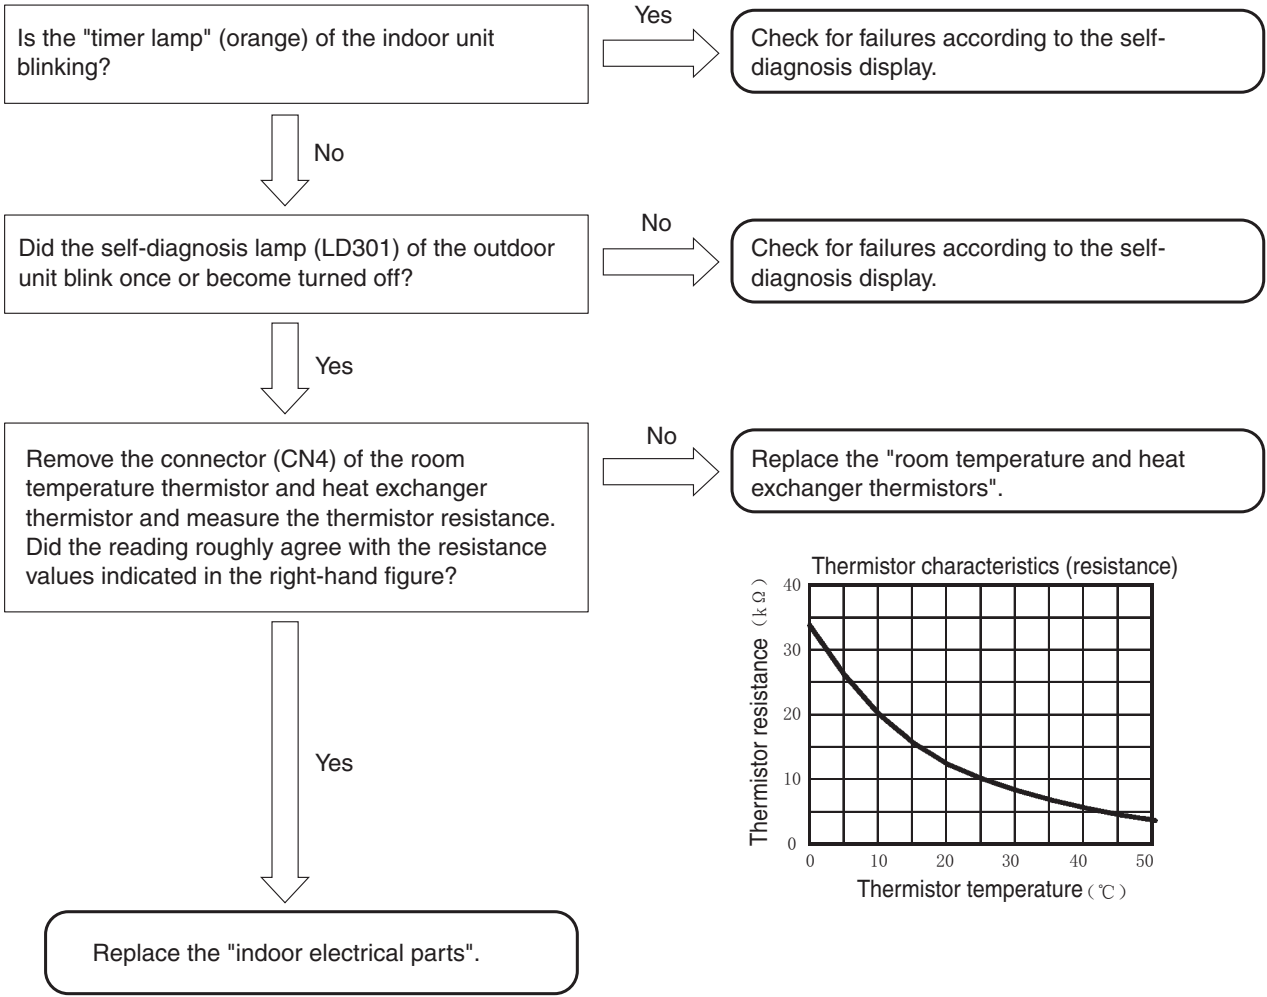 Is the "timer lamp" (orange) of the indoor unit
blinking?
Yes
Check for failures according to the self-
diagnosis display.
No
Did the self-diagnosis lamp (LD301) of the outdoor
unit blink once or become turned off?
No
Check for failures according to the self-
diagnosis display.
Yes
Remove the connector (CN4) of the room
temperature thermistor and heat exchanger
thermistor and measure the thermistor resistance.
Did the reading roughly agree with the resistance
values indicated in the right-hand figure?
No
Replace the "room temperature and heat
exchanger thermistors".
Thermistor characteristics (resistance)
Thermistor resistance (kΩ)
40
30
20
10
0
0 10 20 30 40 50
Thermistor temperature (℃)
Yes
Replace the "indoor electrical parts".